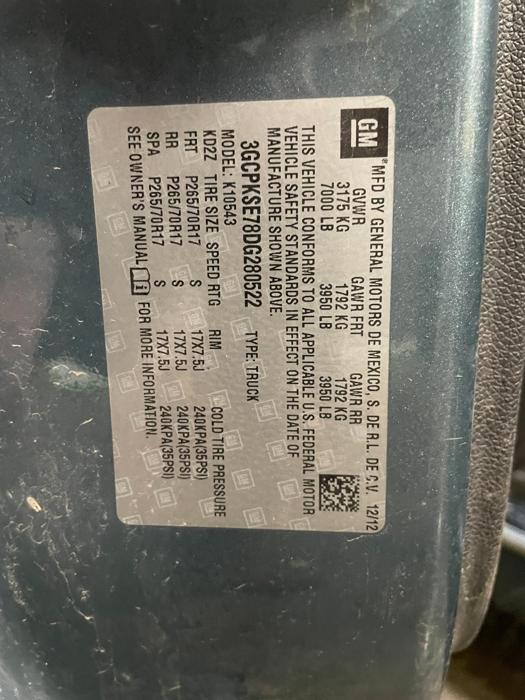 GM
MFD BY GENERAL MOTORS DE MEXICO, S. DE R.L. DE C.V. 12/12
GVWR GAWR FRT GAWR RR
3175 KG 1792 KG 1792 KG
7000 LB 3950 LB 3950 LB
THIS VEHICLE CONFORMS TO ALL APPLICABLE U.S. FEDERAL MOTOR
VEHICLE SAFETY STANDARDS IN EFFECT ON THE DATE OF
MANUFACTURE SHOWN ABOVE.
3GCPKSE78DG280522 TYPE: TRUCK
MODEL: K10543
KD2Z TIRE SIZE SPEED RTG RIM COLD TIRE PRESSURE
FRT P265/70R17 S 17X7.5J 240KPA(35PSI)
RR P265/70R17 S 17X7.5J 240KPA(35PSI)
SPA P265/70R17 S 17X7.5J 240KPA(35PSI)
SEE OWNER'S MANUAL i FOR MORE INFORMATION.